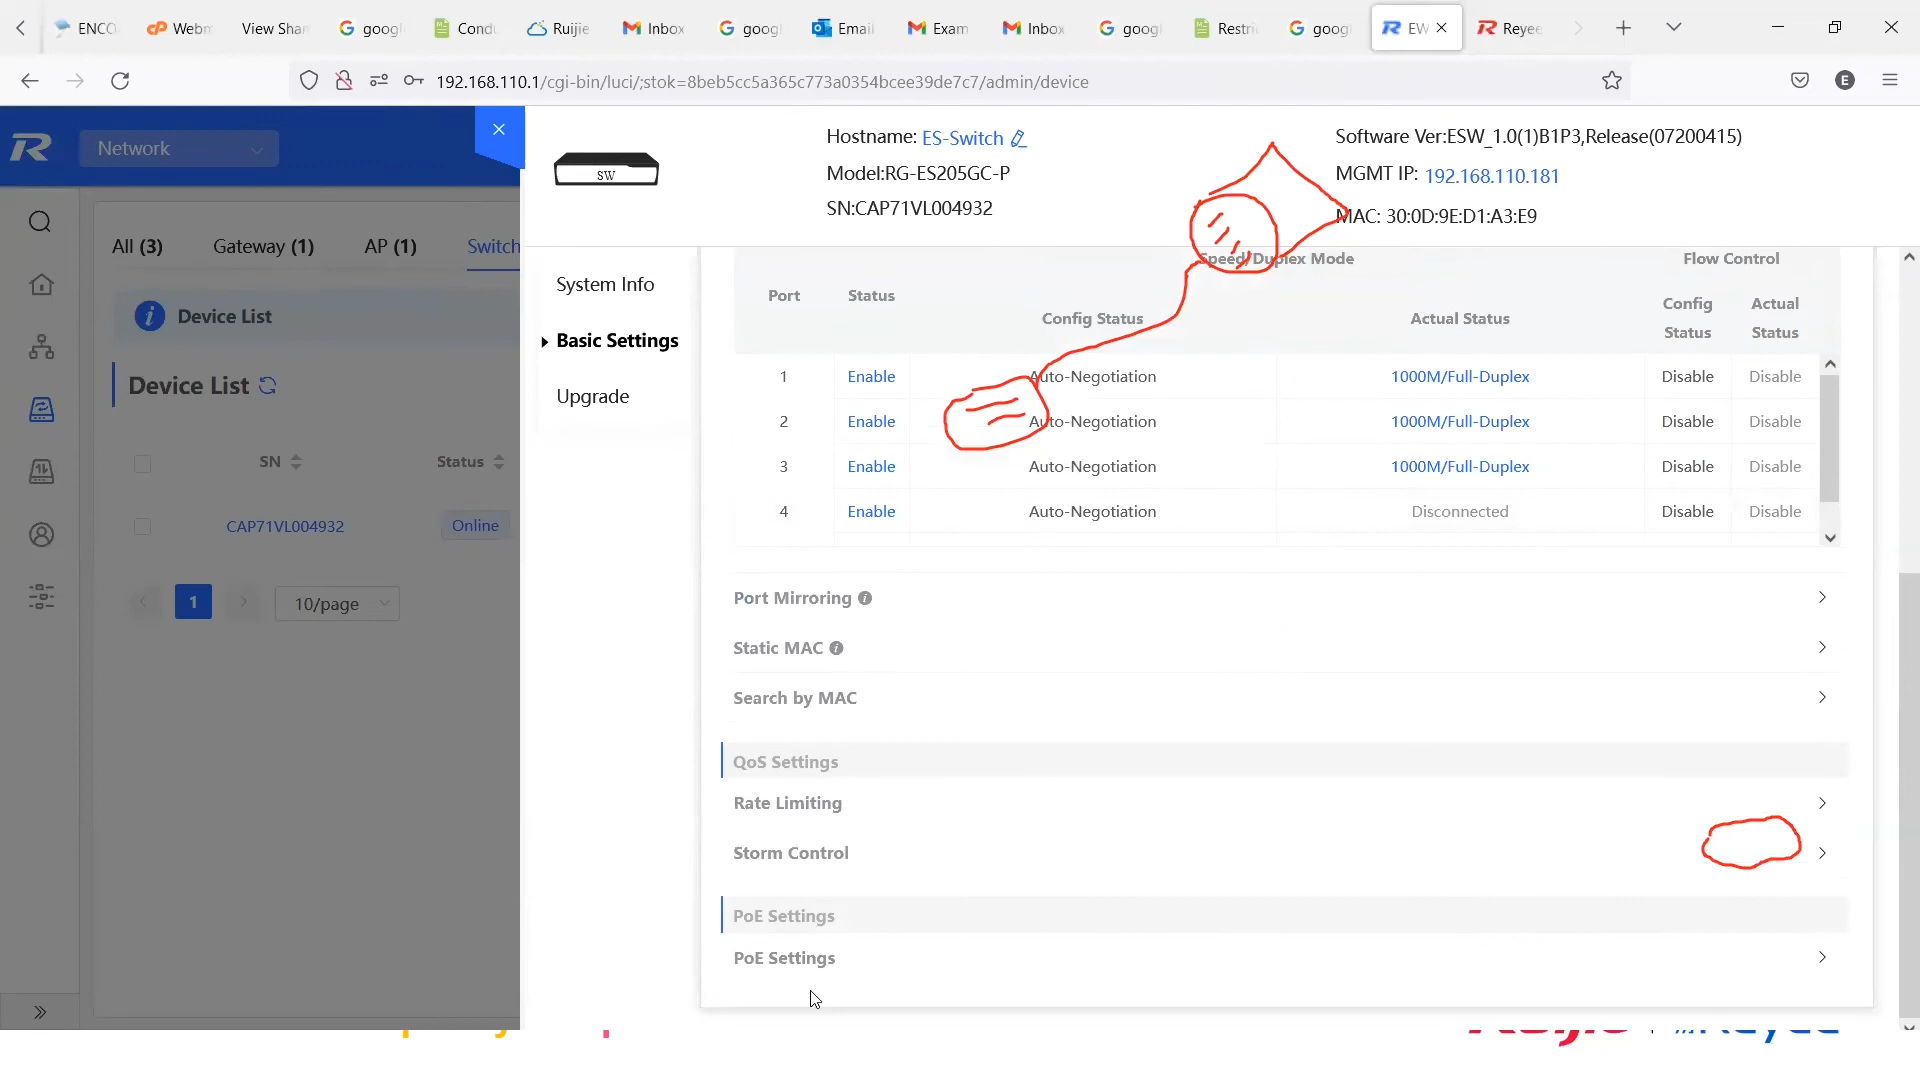 ENCO
Webm
View Shar
googl
Condu
Ruijie
Inbox
googl
Email
Exam
Inbox
googl
Restri
googl
EW
Reyee
192.168.110.1/cgi-bin/luci/;stok=8beb5cc5a365c773a0354bcee39de7c7/admin/device
E
Network
SW
Hostname: ES-Switch
Model:RG-ES205GC-P
SN:CAP71VL004932
Software Ver:ESW_1.0(1)B1P3,Release(07200415)
MGMT IP: 192.168.110.181
MAC: 30:0D:9E:D1:A3:E9
All (3)
Gateway (1)
AP (1)
Switch
Device List
Device List
SN
Status
CAP71VL004932
Online
1
10/page
System Info
Basic Settings
Upgrade
Port
Status
Speed/Duplex Mode
Flow Control
Config Status
Actual Status
Config Status
Actual Status
1 Enable Auto-Negotiation 1000M/Full-Duplex Disable Disable
2 Enable Auto-Negotiation 1000M/Full-Duplex Disable Disable
3 Enable Auto-Negotiation 1000M/Full-Duplex Disable Disable
4 Enable Auto-Negotiation Disconnected Disable Disable
Port Mirroring
Static MAC
Search by MAC
QoS Settings
Rate Limiting
Storm Control
PoE Settings
PoE Settings